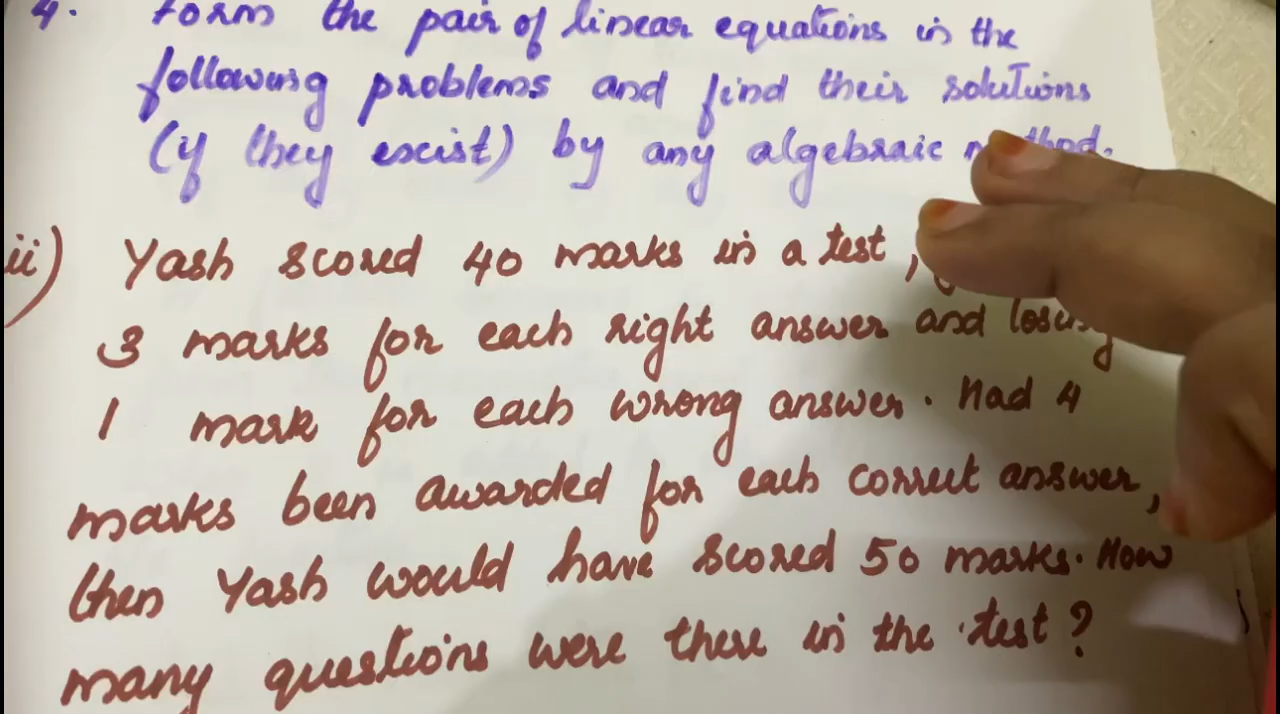 4. Form the pair of linear equations in the
following problems and find their solutions
(if they excist) by any algebraic method.
ii) Yash scored 40 marks in a test,
3 marks for each right answer and losing
1 mark for each wrong answer. Had 4
marks been awarded for each correct answer,
then Yash would have scored 50 marks. How
many questions were there in the test?